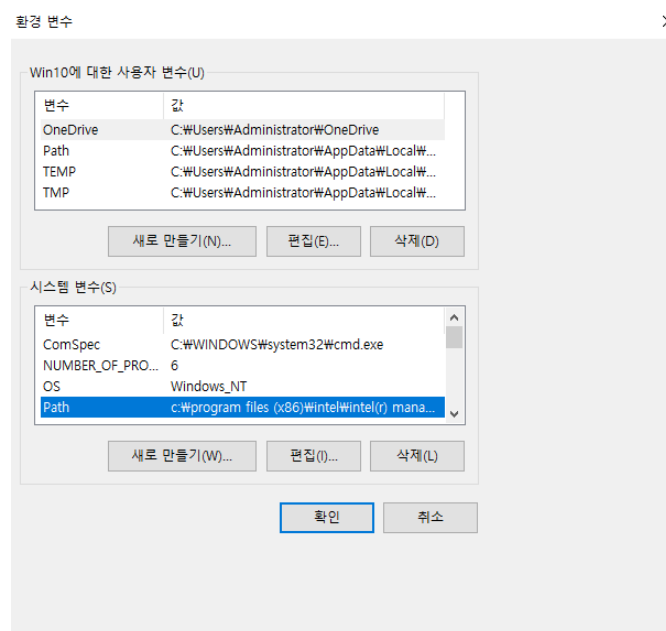 환경 변수
Win10에 대한 사용자 변수(U)
변수 값
OneDrive C:₩Users₩Administrator₩OneDrive
Path C:₩Users₩Administrator₩AppData₩Local₩...
TEMP C:₩Users₩Administrator₩AppData₩Local₩...
TMP C:₩Users₩Administrator₩AppData₩Local₩...
새로 만들기(N)... 편집(E)... 삭제(D)
시스템 변수(S)
변수 값
ComSpec C:₩WINDOWS₩system32₩cmd.exe
NUMBER_OF_PRO... 6
OS Windows_NT
Path c:₩program files (x86)₩intel₩intel(r) mana...
새로 만들기(W)... 편집(I)... 삭제(L)
확인 취소